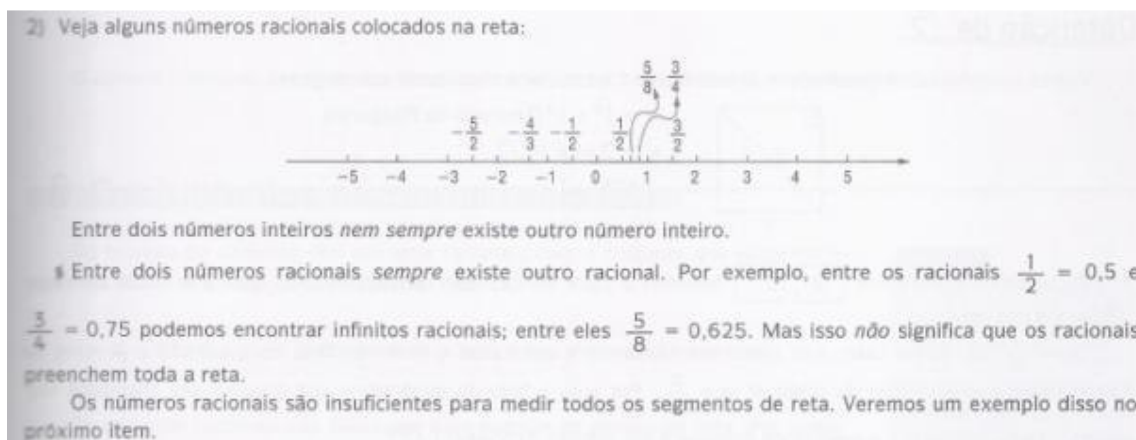 2) Veja alguns números racionais colocados na reta:
5/8 3/4
-5/2 -4/3 -1/2 1/2 3/2
-5 -4 -3 -2 -1 0 1 2 3 4 5
Entre dois números inteiros nem sempre existe outro número inteiro.
Entre dois números racionais sempre existe outro racional. Por exemplo, entre os racionais 1/2 = 0,5 e
3/4 = 0,75 podemos encontrar infinitos racionais; entre eles 5/8 = 0,625. Mas isso não significa que os racionais
preenchem toda a reta.
Os números racionais são insuficientes para medir todos os segmentos de reta. Veremos um exemplo disso no
próximo item.